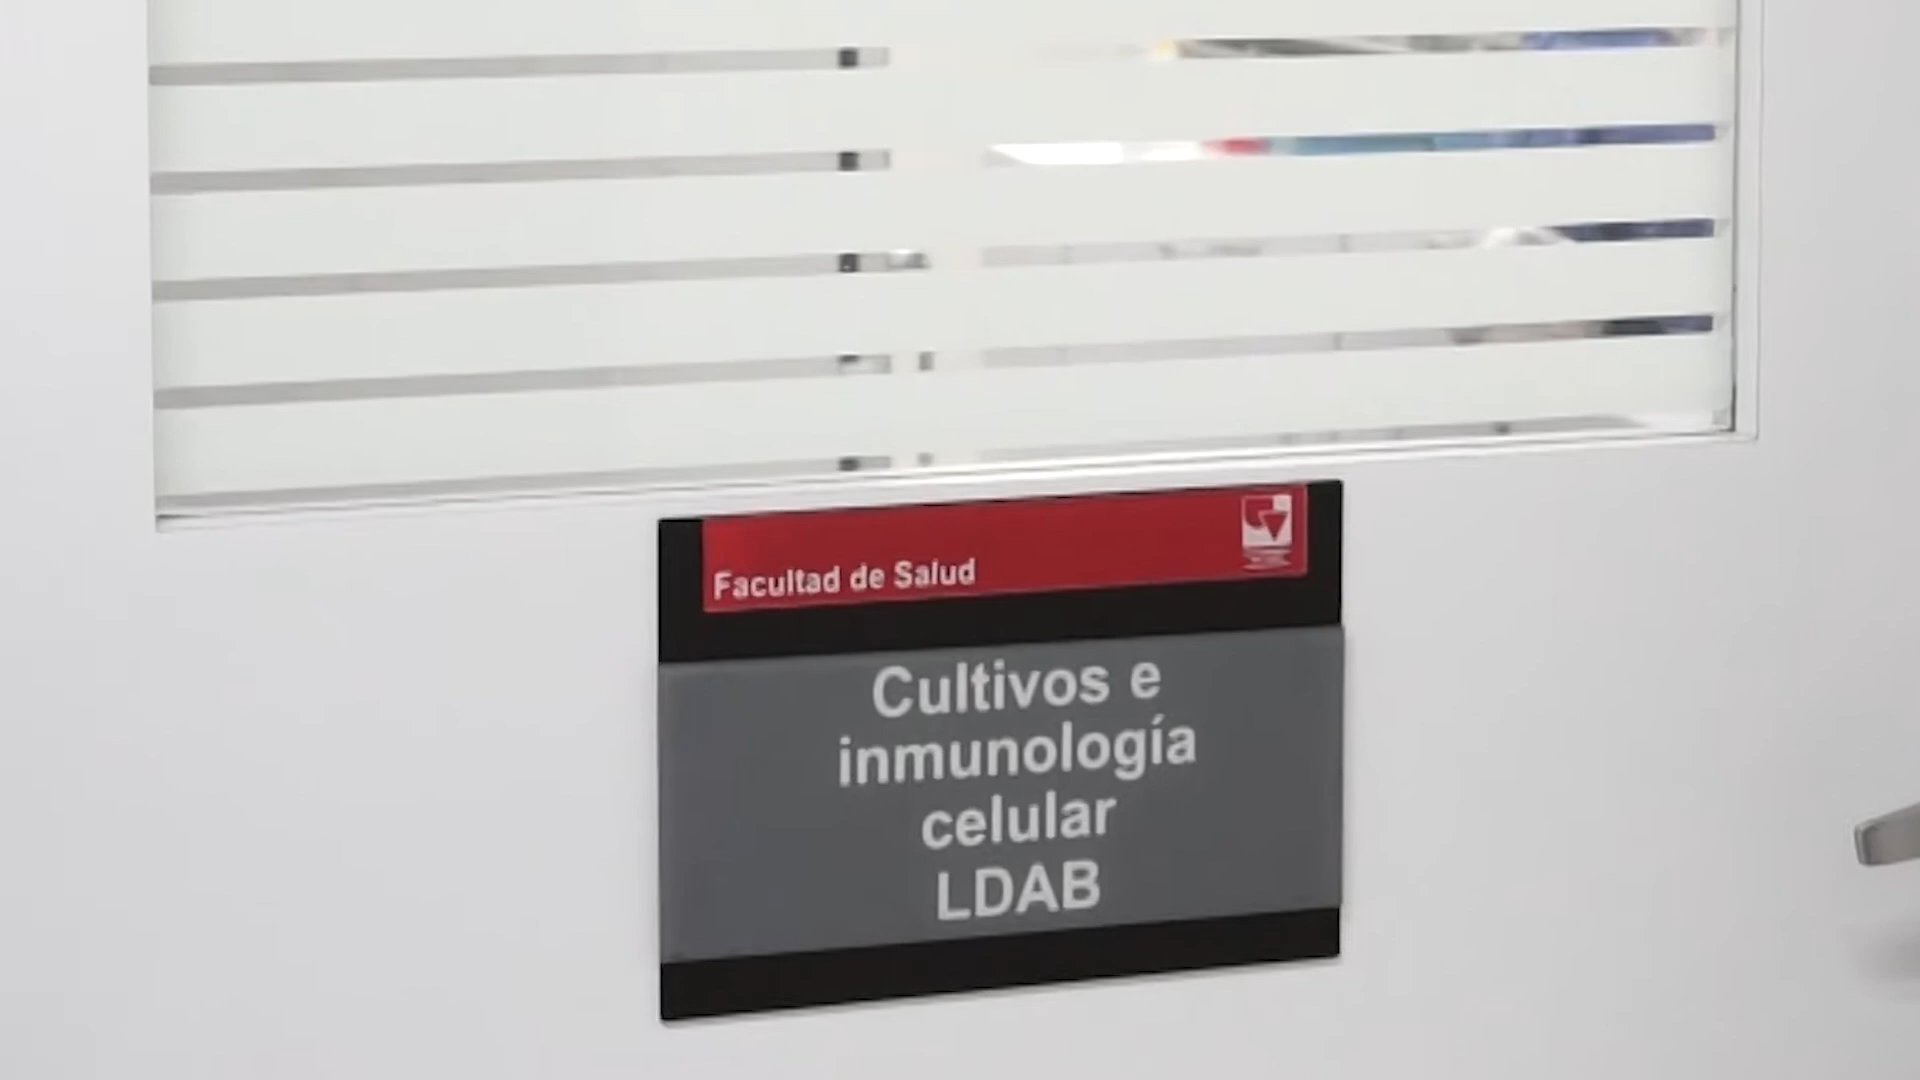 Facultad de Salud
Cultivos e
inmunología
celular
LDAB